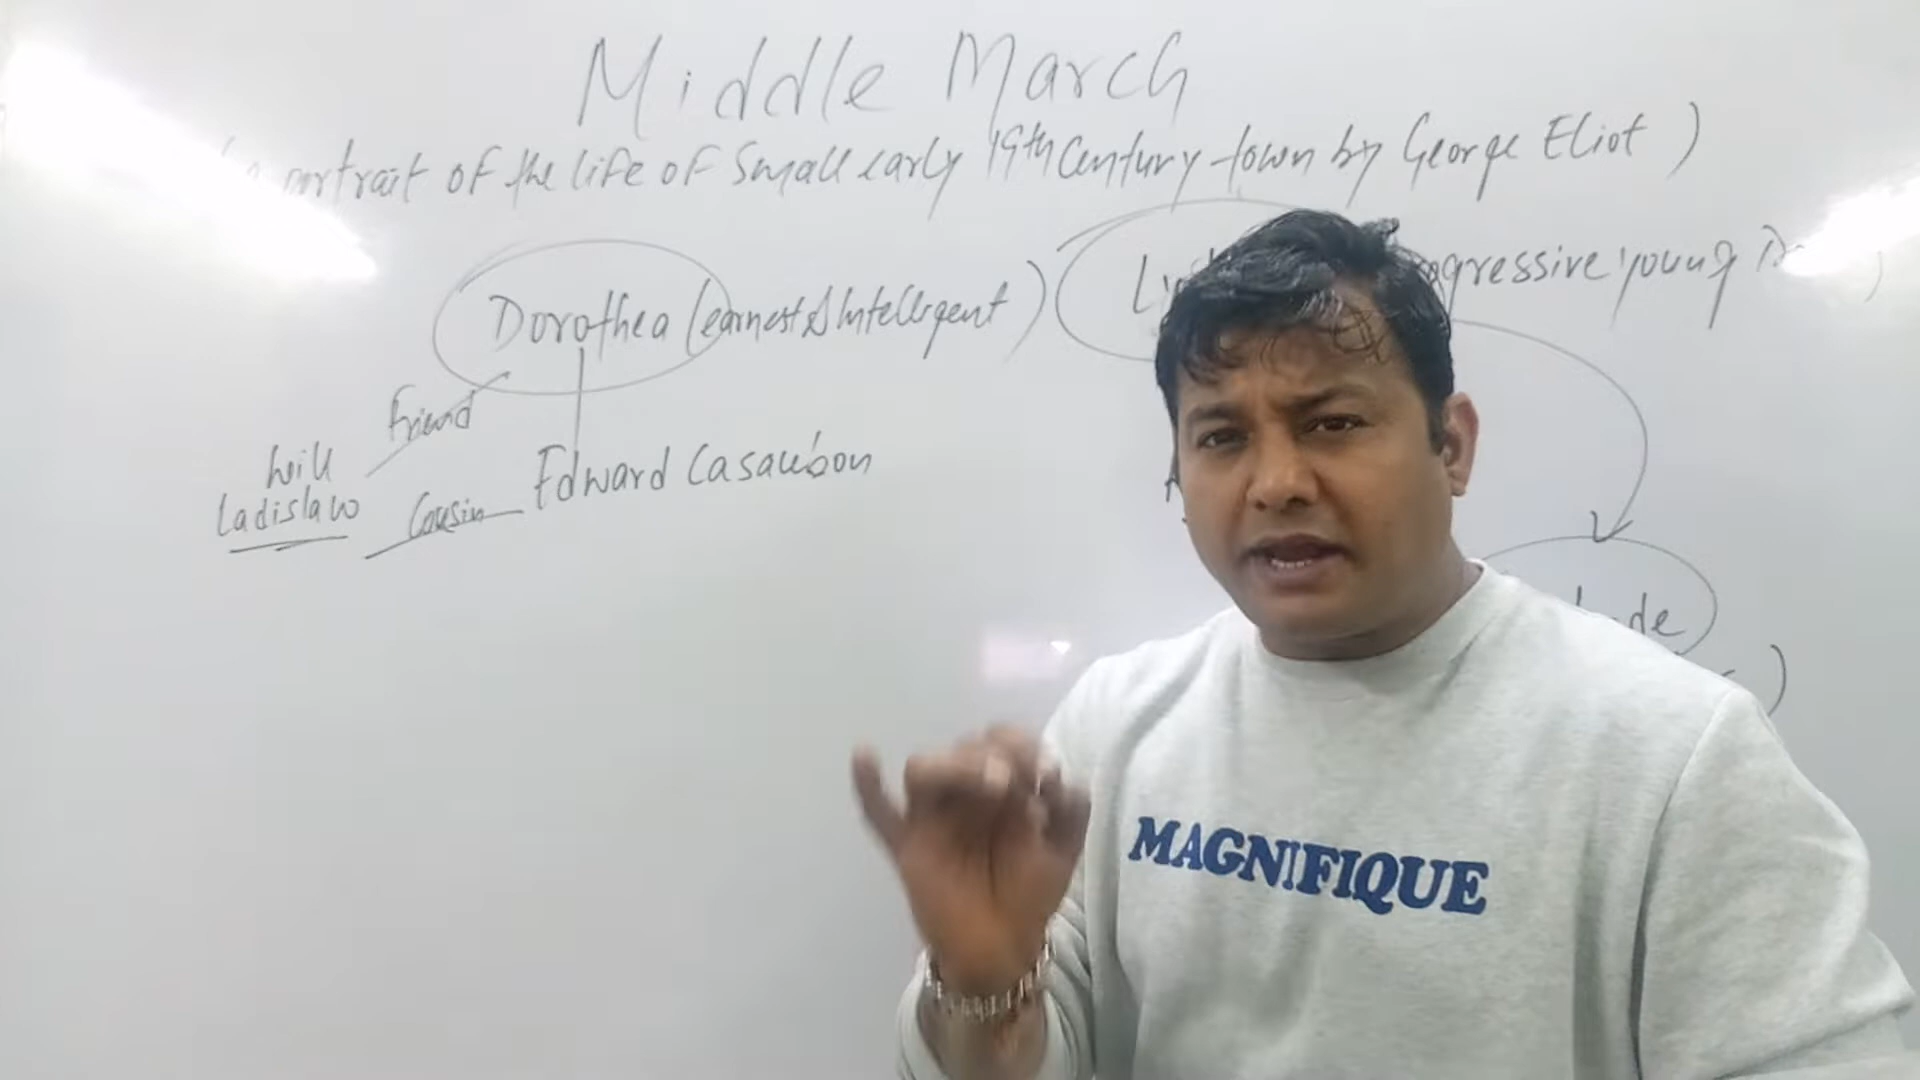 Middle March
portrait of the life of Small early 19th Century town by George Eliot )
Dorothea (earnest & Intellegent )
progressive young
friend
Will
Ladislaw
Cousin
Edward Casaubon
MAGNIFIQUE